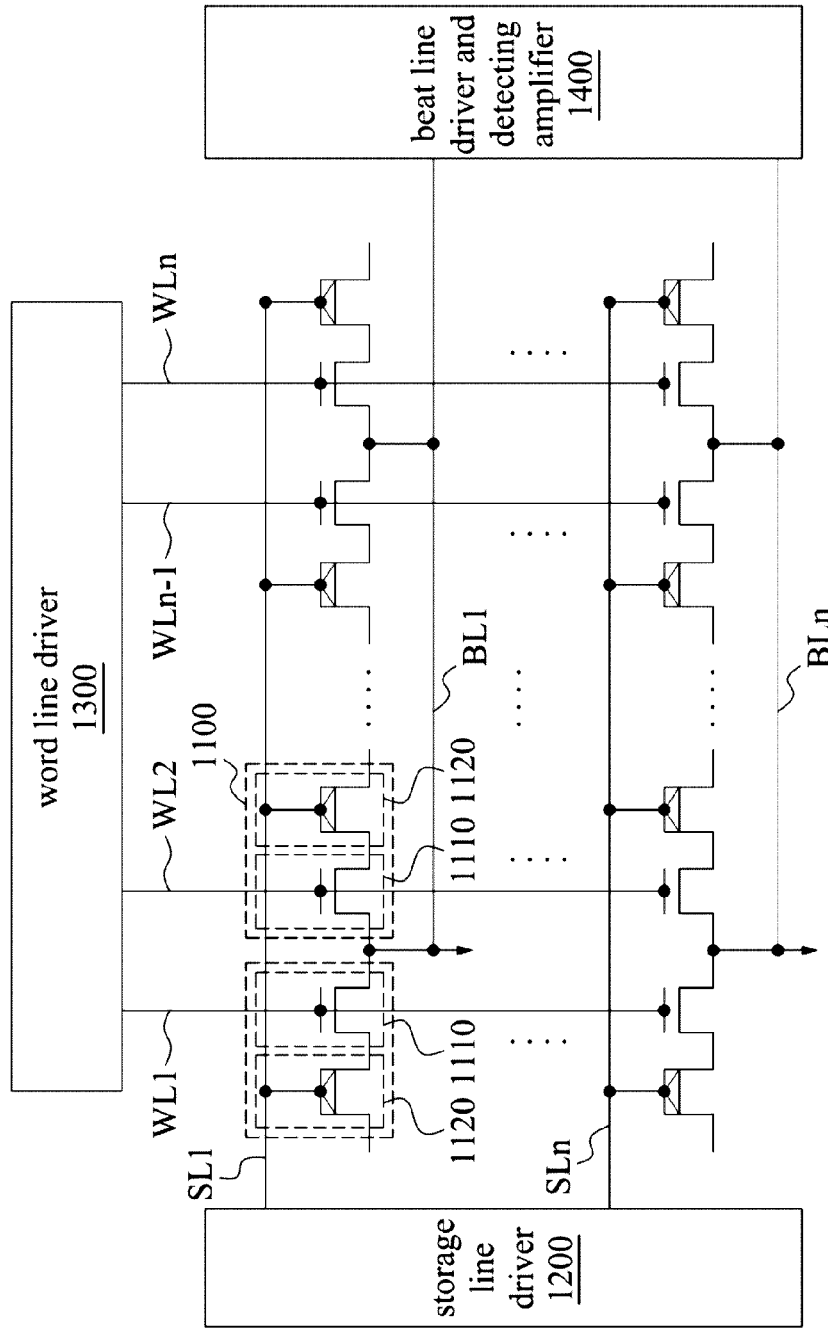 word line driver
1300
WL1
WL2
WLn-1
WLn
1100
SL1
1120
1110
1110
1120
. . . .
BL1
. . . .
. . . .
. . . .
. . . .
. . . .
SLn
. . . .
BLn
storage
line
driver
1200
beat line
driver and
detecting
amplifier
1400